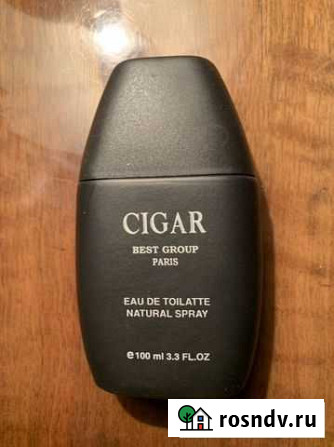 CIGAR
BEST GROUP
PARIS
EAU DE TOILATTE
NATURAL SPRAY
e 100 ml 3.3 FL.OZ
rosndv.ru